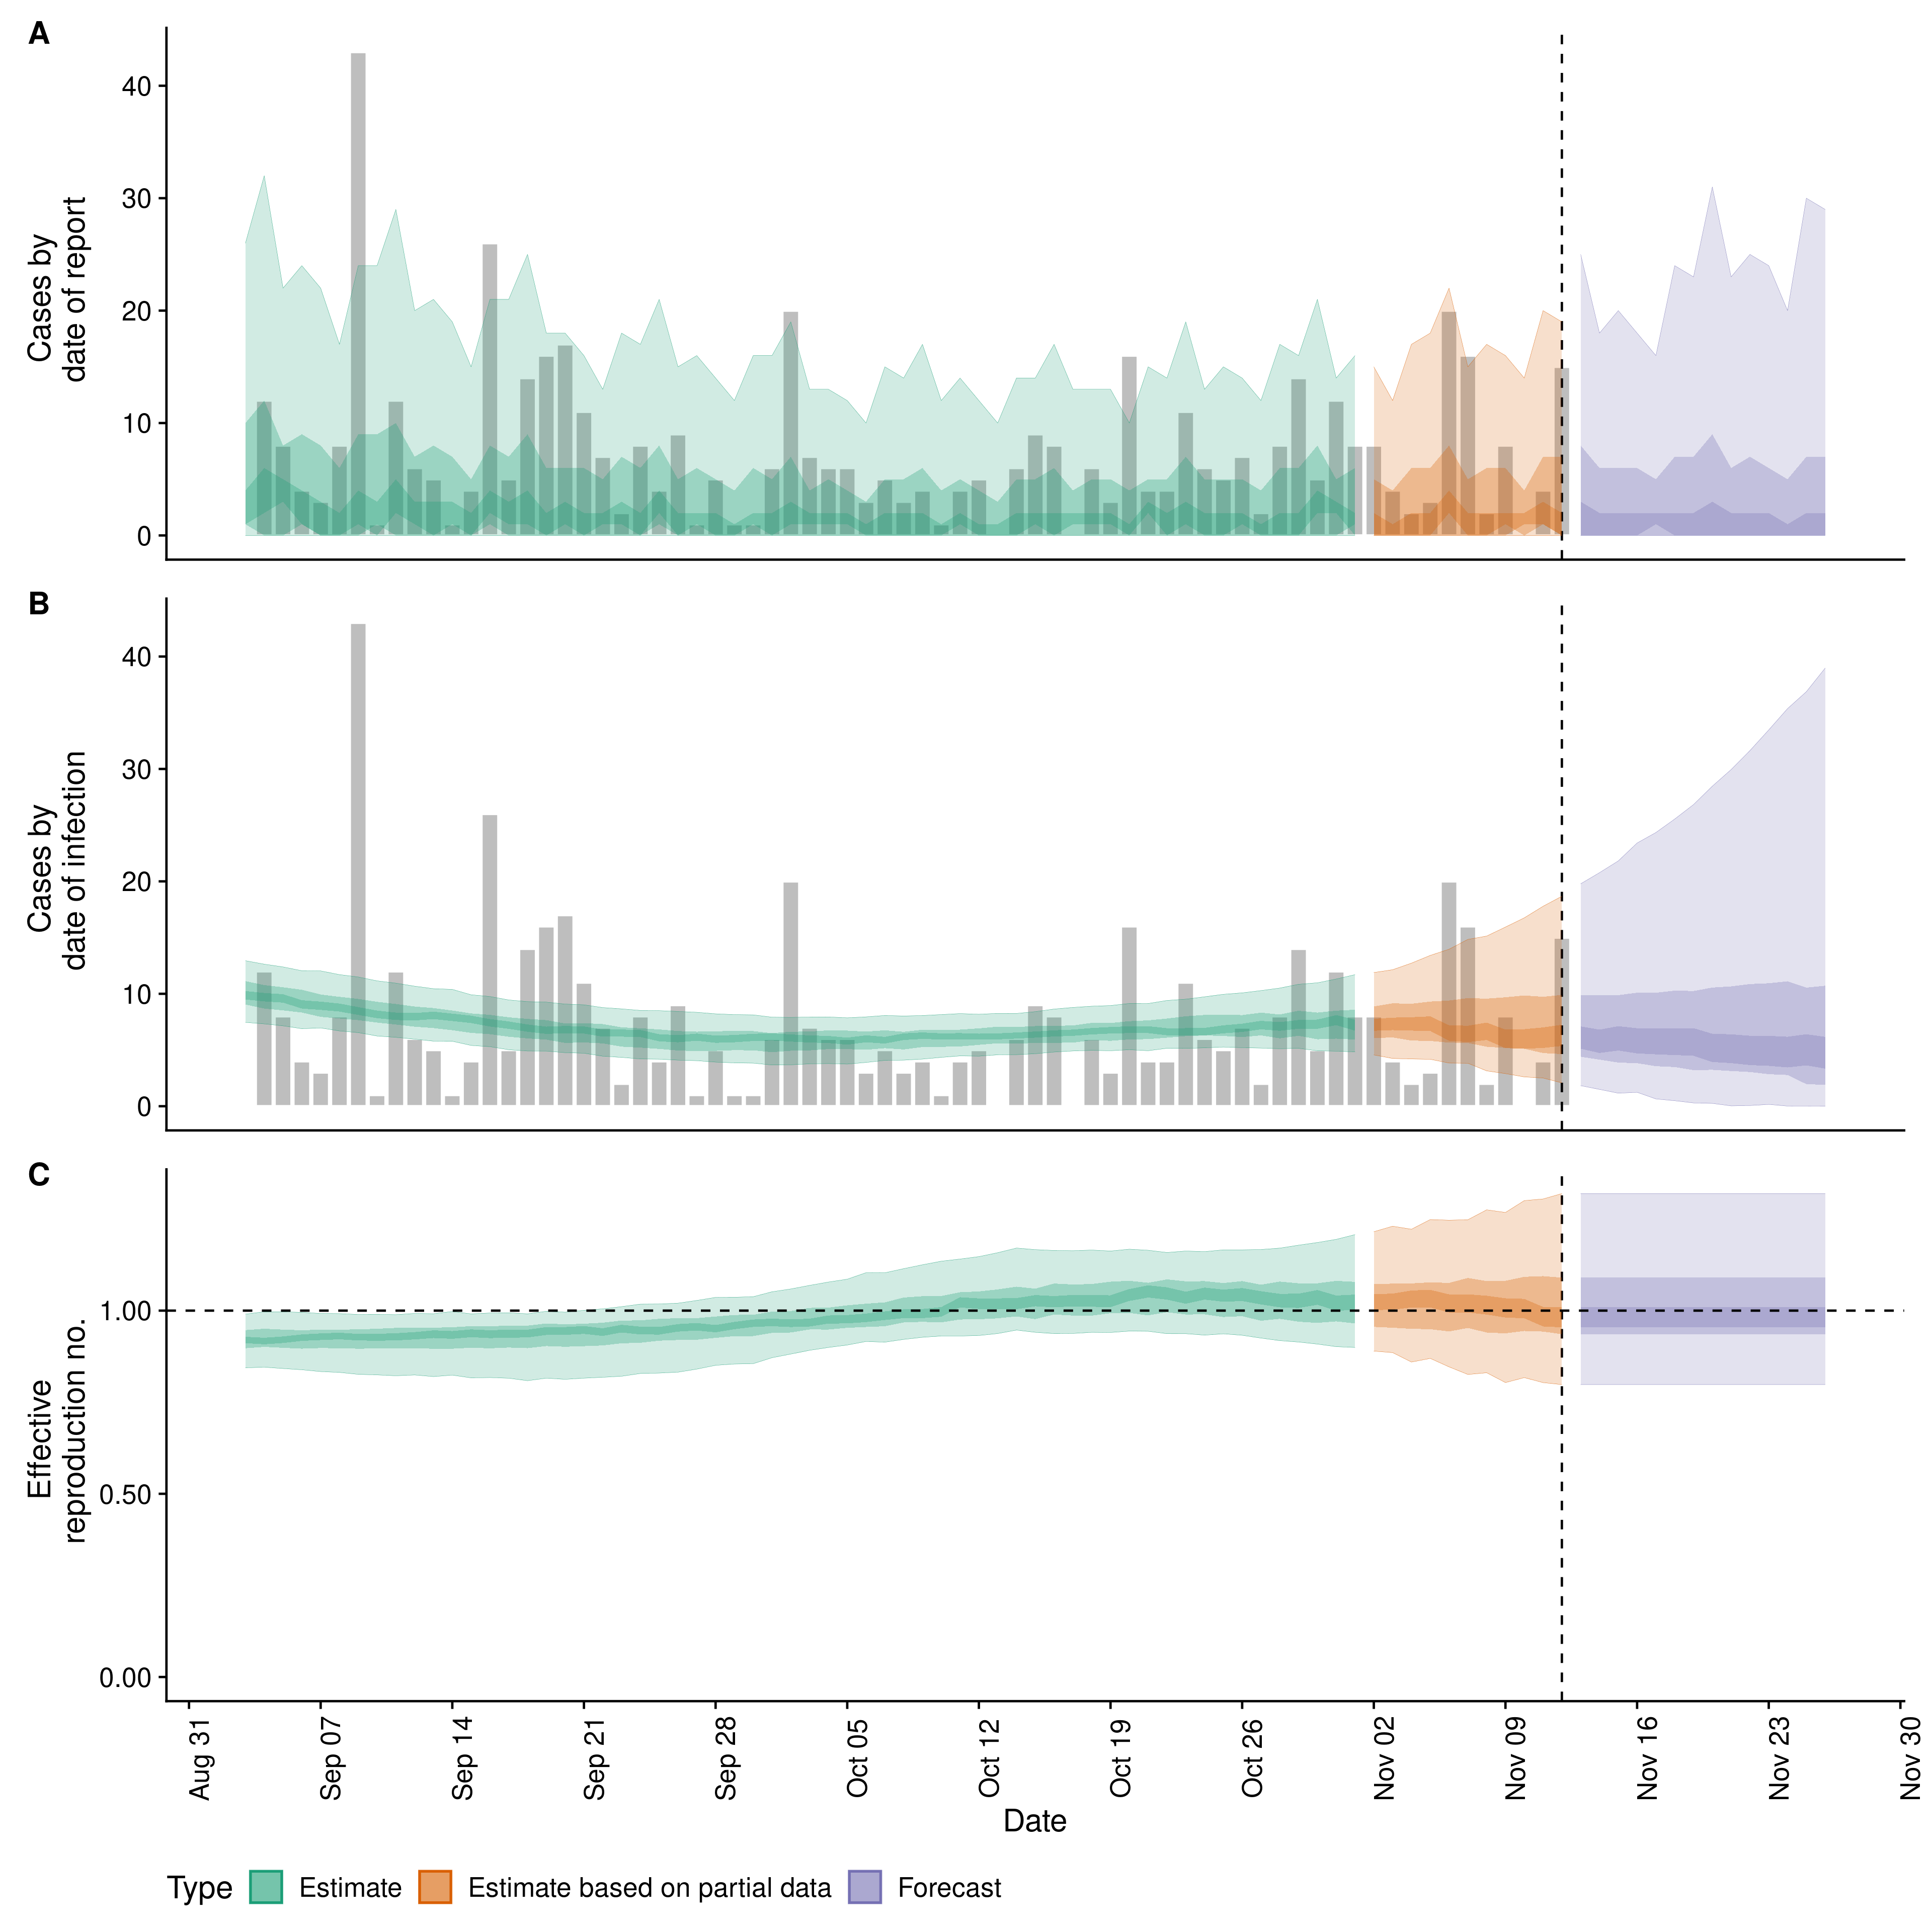 A
Cases by
date of report
40
30
20
10
0
B
Cases by
date of infection
40
30
20
10
0
C
Effective
reproduction no.
1.00
0.50
0.00
Aug 31
Sep 07
Sep 14
Sep 21
Sep 28
Oct 05
Oct 12
Oct 19
Oct 26
Nov 02
Nov 09
Nov 16
Nov 23
Nov 30
Date
Type Estimate Estimate based on partial data Forecast